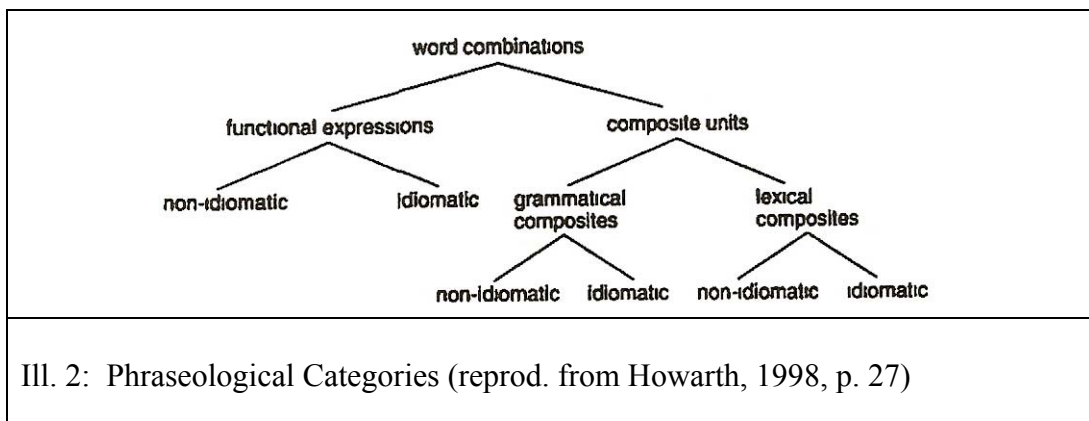 word combinations
functional expressions composite units
non-idiomatic idiomatic grammatical composites lexical composites
non-idiomatic idiomatic non-idiomatic idiomatic
Ill. 2: Phraseological Categories (reprod. from Howarth, 1998, p. 27)